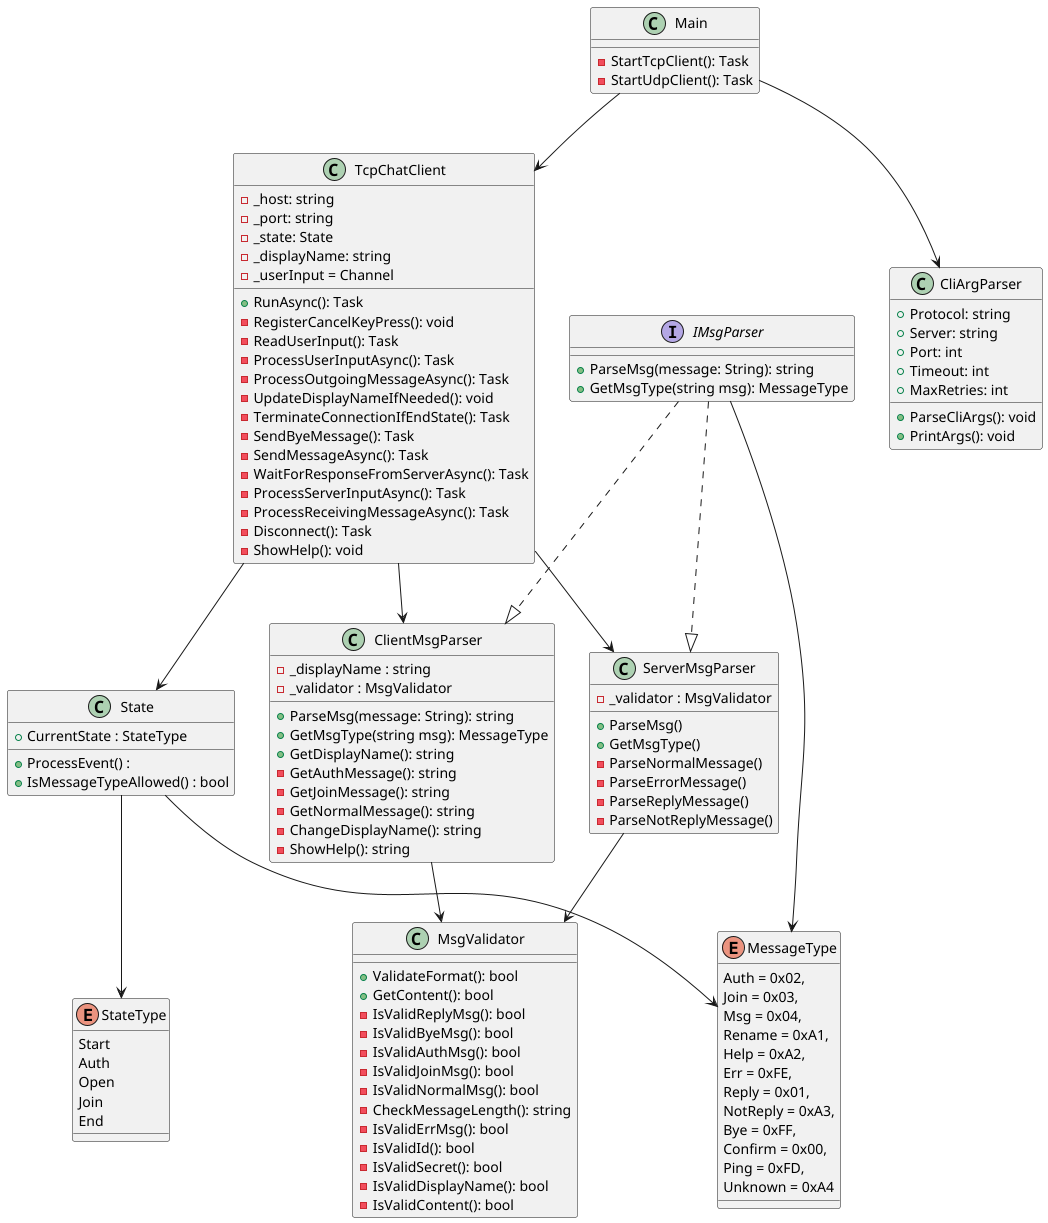 C Main
StartTcpClient(): Task
StartUdpClient(): Task
C TcpChatClient
_host: string
_port: string
_state: State
_displayName: string
_userInput = Channel
RunAsync(): Task
RegisterCancelKeyPress(): void
ReadUserInput(): Task
ProcessUserInputAsync(): Task
ProcessOutgoingMessageAsync(): Task
UpdateDisplayNameIfNeeded(): void
TerminateConnectionIfEndState(): Task
SendByeMessage(): Task
SendMessageAsync(): Task
WaitForResponseFromServerAsync(): Task
ProcessServerInputAsync(): Task
ProcessReceivingMessageAsync(): Task
Disconnect(): Task
ShowHelp(): void
I IMsgParser
ParseMsg(message: String): string
GetMsgType(string msg): MessageType
C CliArgParser
Protocol: string
Server: string
Port: int
Timeout: int
MaxRetries: int
ParseCliArgs(): void
PrintArgs(): void
C State
CurrentState : StateType
ProcessEvent() :
IsMessageTypeAllowed() : bool
C ClientMsgParser
_displayName : string
_validator : MsgValidator
ParseMsg(message: String): string
GetMsgType(string msg): MessageType
GetDisplayName(): string
GetAuthMessage(): string
GetJoinMessage(): string
GetNormalMessage(): string
ChangeDisplayName(): string
ShowHelp(): string
C ServerMsgParser
_validator : MsgValidator
ParseMsg()
GetMsgType()
ParseNormalMessage()
ParseErrorMessage()
ParseReplyMessage()
ParseNotReplyMessage()
E StateType
Start
Auth
Open
Join
End
C MsgValidator
ValidateFormat(): bool
GetContent(): bool
IsValidReplyMsg(): bool
IsValidByeMsg(): bool
IsValidAuthMsg(): bool
IsValidJoinMsg(): bool
IsValidNormalMsg(): bool
CheckMessageLength(): string
IsValidErrMsg(): bool
IsValidId(): bool
IsValidSecret(): bool
IsValidDisplayName(): bool
IsValidContent(): bool
E MessageType
Auth = 0x02,
Join = 0x03,
Msg = 0x04,
Rename = 0xA1,
Help = 0xA2,
Err = 0xFE,
Reply = 0x01,
NotReply = 0xA3,
Bye = 0xFF,
Confirm = 0x00,
Ping = 0xFD,
Unknown = 0xA4